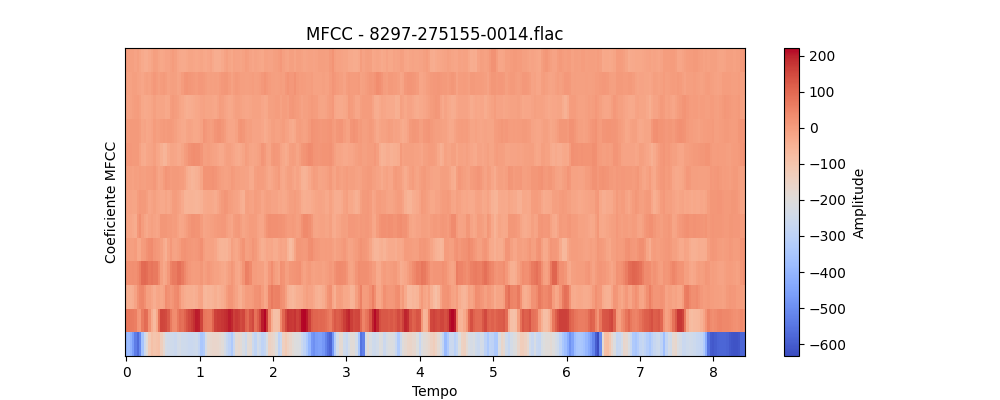 MFCC - 8297-275155-0014.flac
Coeficiente MFCC
0 1 2 3 4 5 6 7 8
Tempo
200
100
0
−100
−200
−300
−400
−500
−600
Amplitude